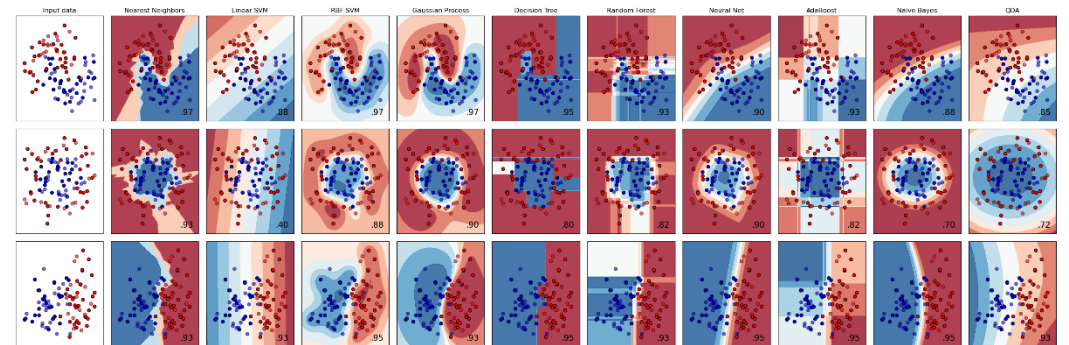 Input data Nearest Neighbors Linear SVM RBF SVM Gaussian Process Decision Tree Random Forest Neural Net AdaBoost Naive Bayes QDA
.97 .88 .97 .97 .95 .93 .90 .93 .88 .85
.93 .40 .88 .90 .80 .82 .90 .82 .70 .72
.93 .93 .95 .93 .95 .95 .95 .95 .95 .93